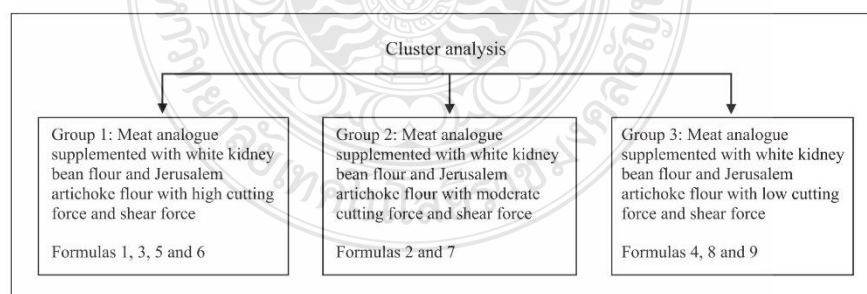 Cluster analysis
Group 1: Meat analogue
supplemented with white kidney
bean flour and Jerusalem
artichoke flour with high cutting
force and shear force
Formulas 1, 3, 5 and 6
Group 2: Meat analogue
supplemented with white kidney
bean flour and Jerusalem
artichoke flour with moderate
cutting force and shear force
Formulas 2 and 7
Group 3: Meat analogue
supplemented with white kidney
bean flour and Jerusalem
artichoke flour with low cutting
force and shear force
Formulas 4, 8 and 9